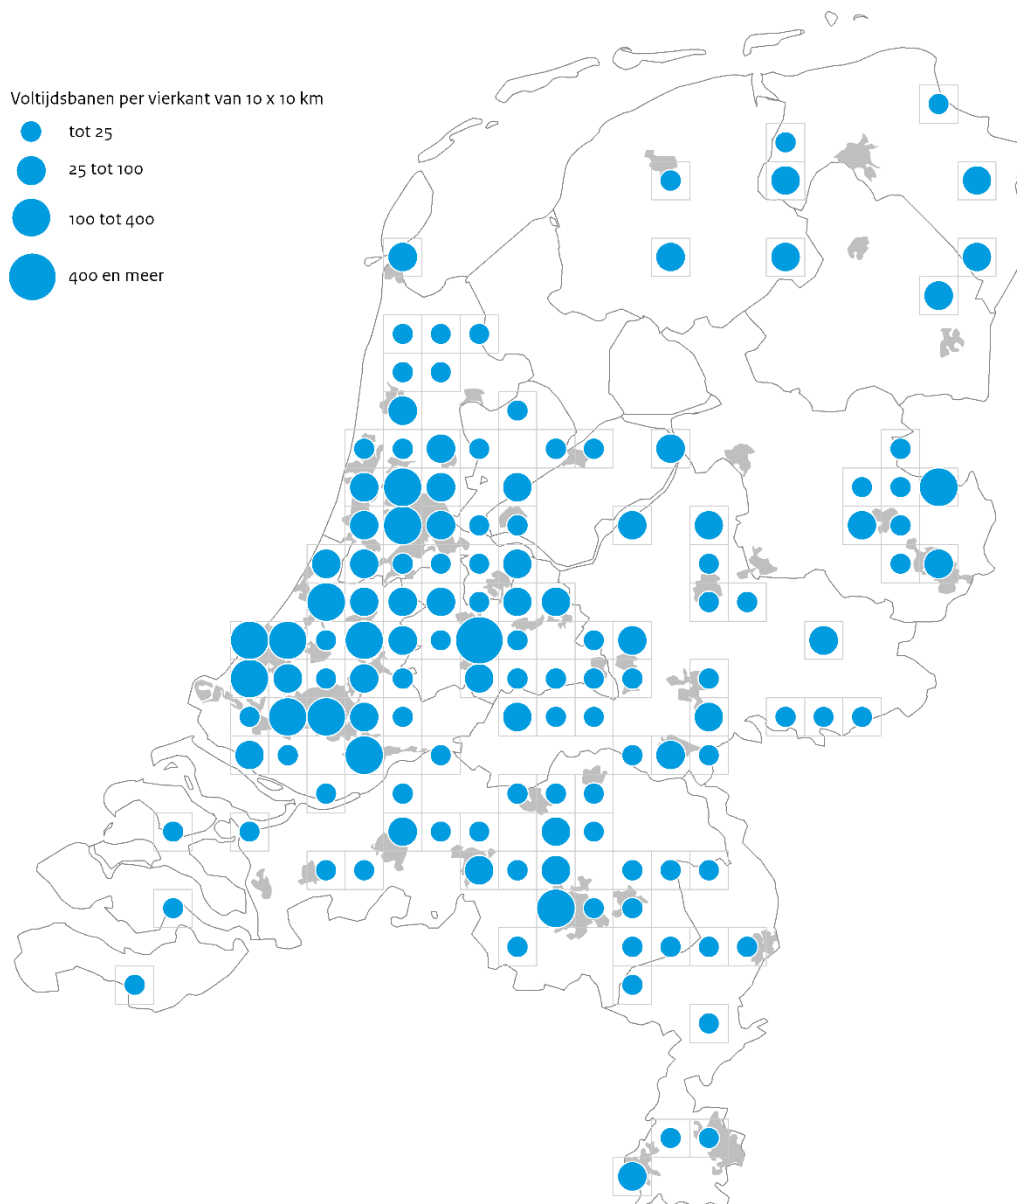 Voltijdsbanen per vierkant van 10 x 10 km
tot 25
25 tot 100
100 tot 400
400 en meer